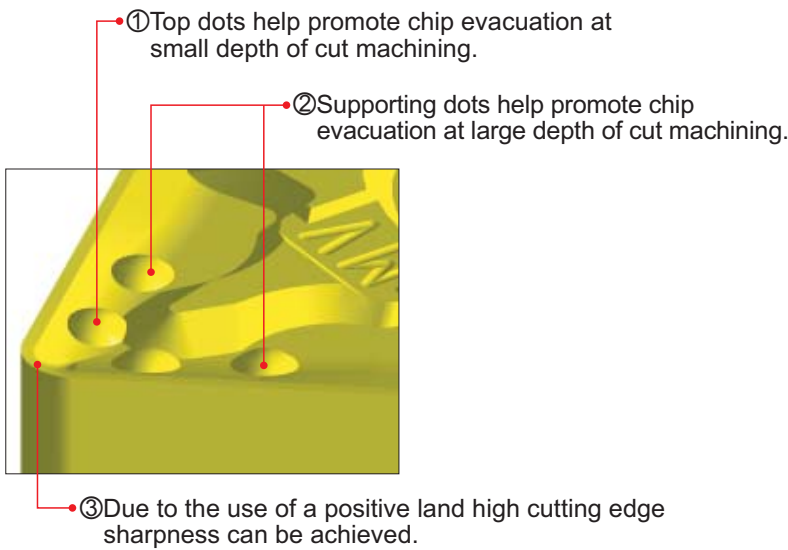 ①Top dots help promote chip evacuation at
small depth of cut machining.
②Supporting dots help promote chip
evacuation at large depth of cut machining.
③Due to the use of a positive land high cutting edge
sharpness can be achieved.